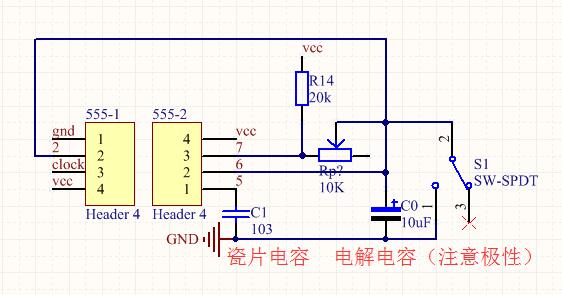 vcc
R14
20k
555-1
555-2
gnd
1
4
vcc
2
2
3
7
clock
3
2
6
vcc
4
1
5
Rp?
10K
2
S1
SW-SPDT
1
3
Header 4
Header 4
C1
103
C0
10uF
+
GND
瓷片电容 电解电容（注意极性）